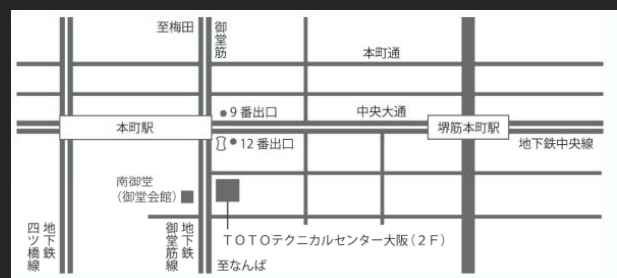 至梅田
御堂筋
本町通
9番出口
中央大通
本町駅
堺筋本町駅
12番出口
地下鉄中央線
南御堂
(御堂会館)
TOTOテクニカルセンター大阪(2F)
地下鉄
四ツ橋線
地下鉄
御堂筋線
至なんば